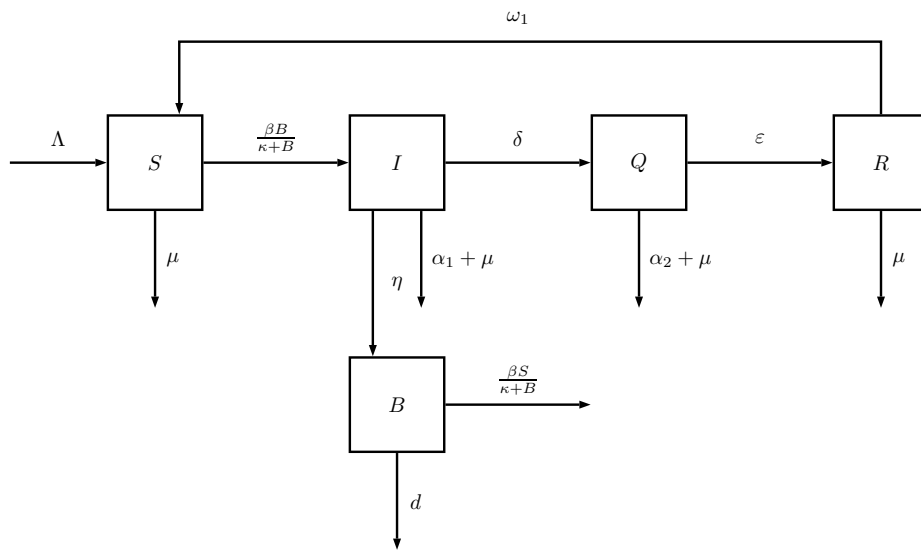 ω₁
Λ
S
βB/(κ+B)
I
δ
Q
ε
R
μ
η
α₁ + μ
α₂ + μ
μ
B
βS/(κ+B)
d